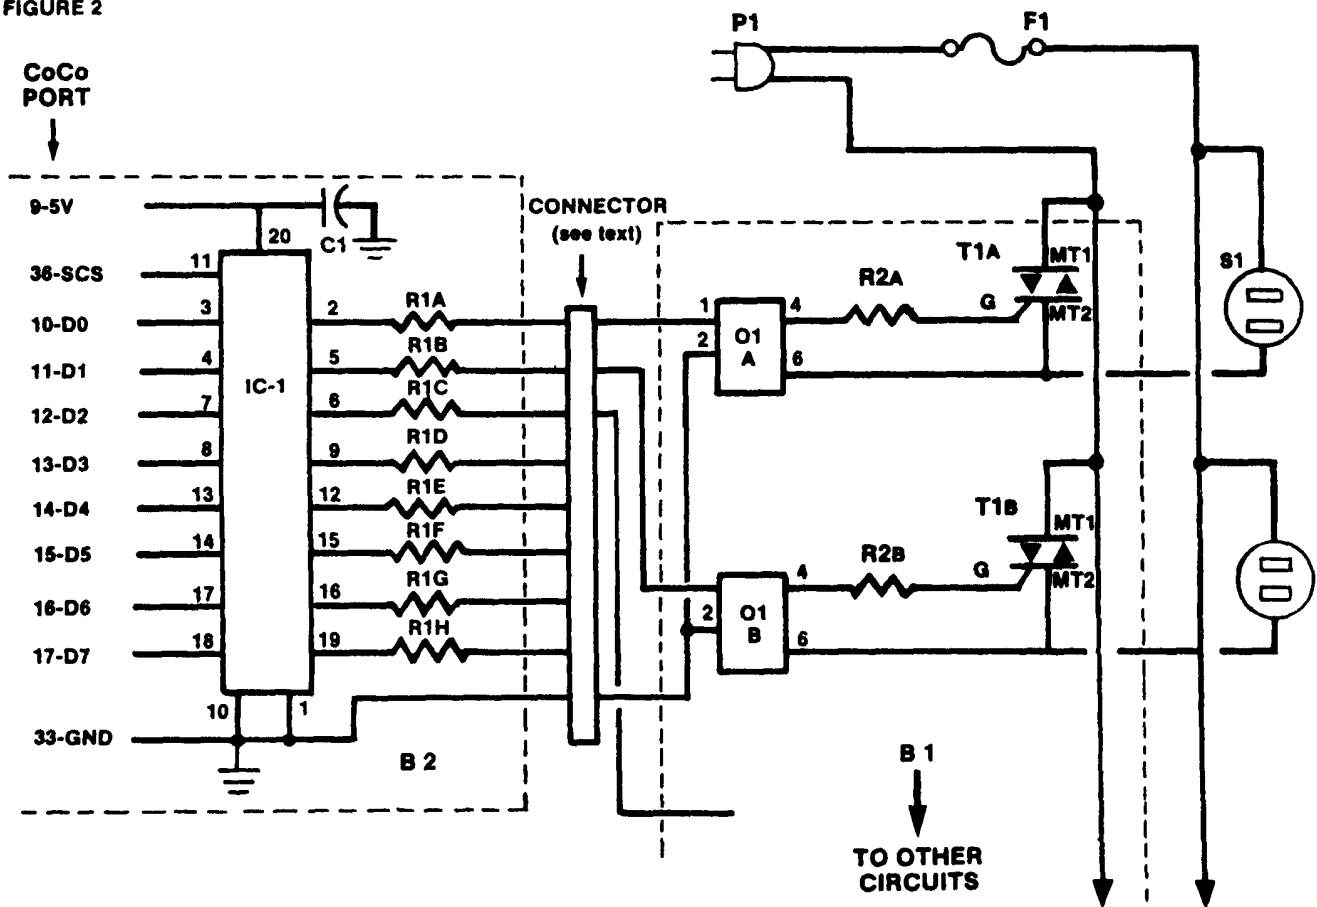 FIGURE 2
P1
F1
CoCo
PORT
9-5V
20
C1
CONNECTOR
(see text)
36-SCS
11
10-D0
3
2
R1A
11-D1
4
5
R1B
12-D2
7
6
R1C
IC-1
13-D3
8
9
R1D
14-D4
13
12
R1E
15-D5
14
15
R1F
16-D6
17
16
R1G
17-D7
18
19
R1H
10
1
33-GND
B 2
1
2
O1
A
4
6
R2A
T1A
MT1
G
MT2
S1
2
O1
B
4
6
R2B
T1B
MT1
G
MT2
B 1
TO OTHER
CIRCUITS